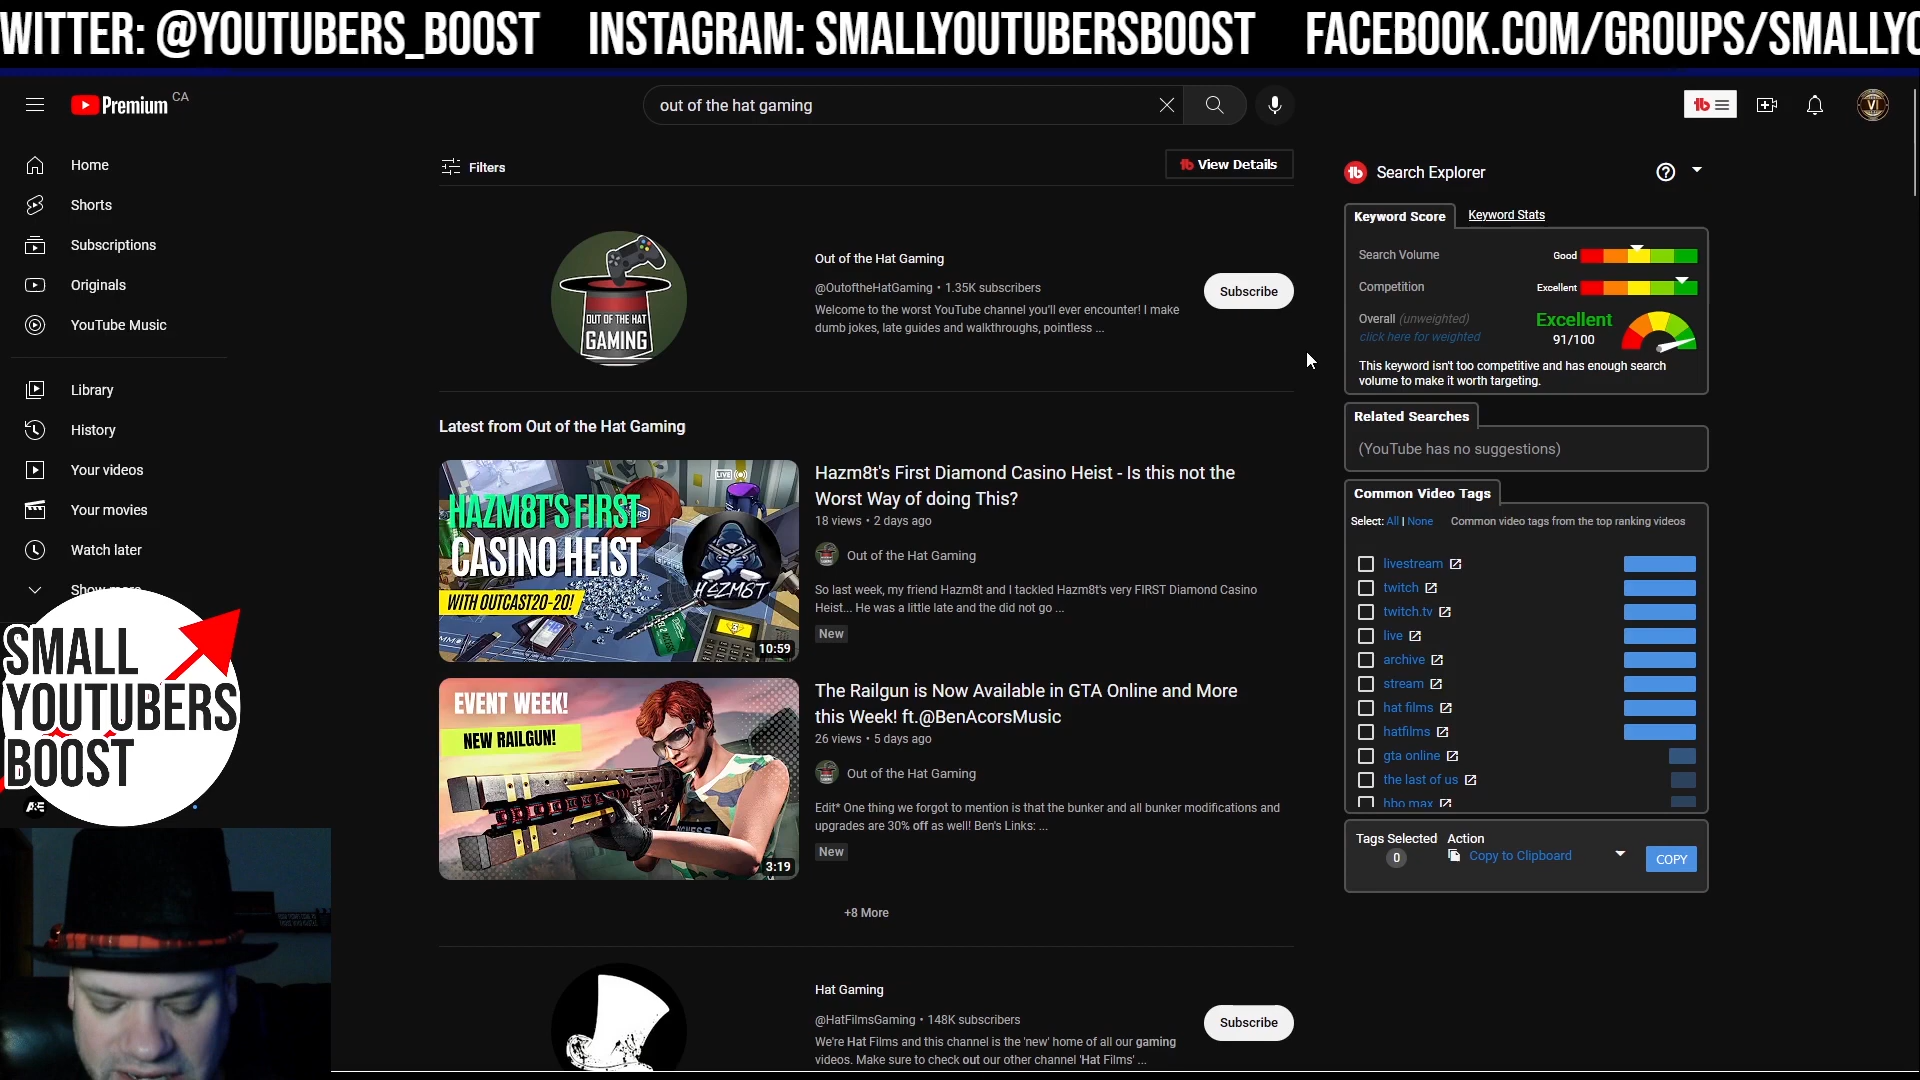 WITTER: @YOUTUBERS_BOOST INSTAGRAM: SMALLYOUTUBERSBOOST FACEBOOK.COM/GROUPS/SMALLYO
Premium CA
out of the hat gaming
Home
Shorts
Subscriptions
Originals
YouTube Music
Library
History
Your videos
Your movies
Watch later
Show more
SMALL
YOUTUBERS
BOOST
Filters
View Details
OUT OF THE HAT
GAMING
Out of the Hat Gaming
@OutoftheHatGaming • 1.35K subscribers
Welcome to the worst YouTube channel you'll ever encounter! I make
dumb jokes, late guides and walkthroughs, pointless ...
Subscribe
Latest from Out of the Hat Gaming
LIVE
HAZM8T'S FIRST
CASINO HEIST
WITH OUTCAST20-20!
HAZM8T
10:59
Hazm8t's First Diamond Casino Heist - Is this not the
Worst Way of doing This?
18 views • 2 days ago
Out of the Hat Gaming
So last week, my friend Hazm8t and I tackled Hazm8t's very FIRST Diamond Casino
Heist... He was a little late and the did not go ...
New
EVENT WEEK!
NEW RAILGUN!
3:19
The Railgun is Now Available in GTA Online and More
this Week! ft.@BenAcorsMusic
26 views • 5 days ago
Out of the Hat Gaming
Edit* One thing we forgot to mention is that the bunker and all bunker modifications and
upgrades are 30% off as well! Ben's Links: ...
New
+8 More
Hat Gaming
@HatFilmsGaming • 148K subscribers
We're Hat Films and this channel is the 'new' home of all our gaming
videos. Make sure to check out our other channel 'Hat Films' ...
Subscribe
Search Explorer
Keyword Score Keyword Stats
Search Volume Good
Competition Excellent
Overall (unweighted) Excellent
click here for weighted 91/100
This keyword isn't too competitive and has enough search
volume to make it worth targeting.
Related Searches
(YouTube has no suggestions)
Common Video Tags
Select: All | None Common video tags from the top ranking videos
livestream
twitch
twitch.tv
live
archive
stream
hat films
hatfilms
gta online
the last of us
hbo max
Tags Selected Action
0 Copy to Clipboard COPY